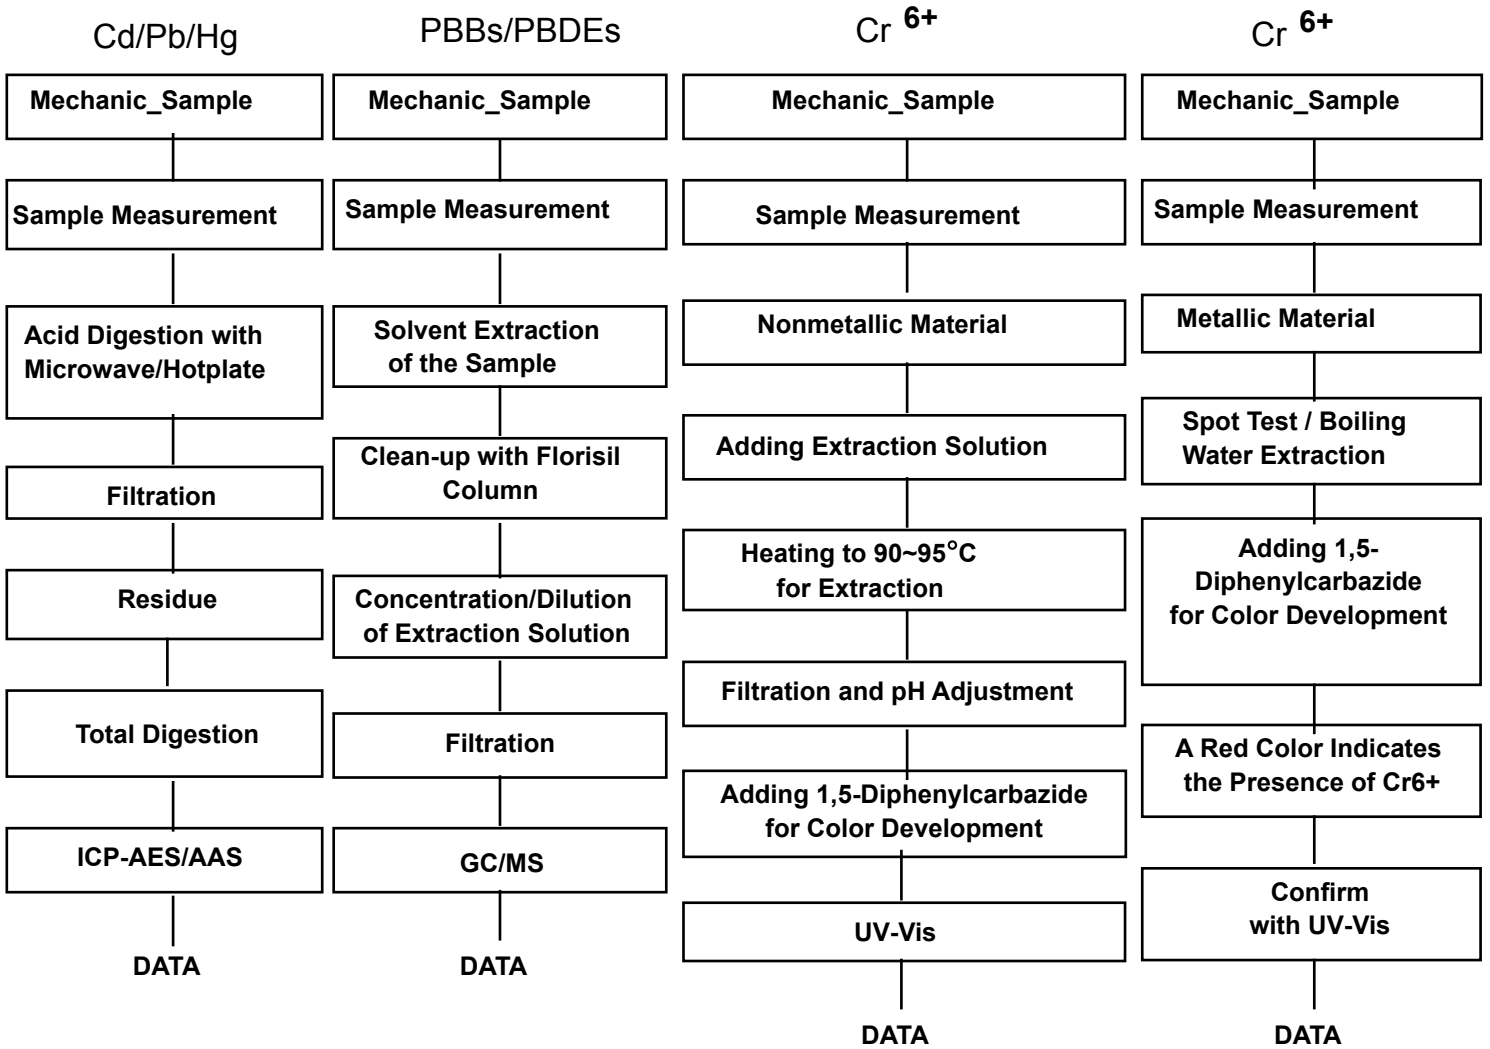 Cd/Pb/Hg
Mechanic_Sample
Sample Measurement
Acid Digestion with
Microwave/Hotplate
Filtration
Residue
Total Digestion
ICP-AES/AAS
DATA
PBBs/PBDEs
Mechanic_Sample
Sample Measurement
Solvent Extraction
of the Sample
Clean-up with Florisil
Column
Concentration/Dilution
of Extraction Solution
Filtration
GC/MS
DATA
Cr 6+
Mechanic_Sample
Sample Measurement
Nonmetallic Material
Adding Extraction Solution
Heating to 90~95°C
for Extraction
Filtration and pH Adjustment
Adding 1,5-Diphenylcarbazide
for Color Development
UV-Vis
DATA
Cr 6+
Mechanic_Sample
Sample Measurement
Metallic Material
Spot Test / Boiling
Water Extraction
Adding 1,5-
Diphenylcarbazide
for Color Development
A Red Color Indicates
the Presence of Cr6+
Confirm
with UV-Vis
DATA